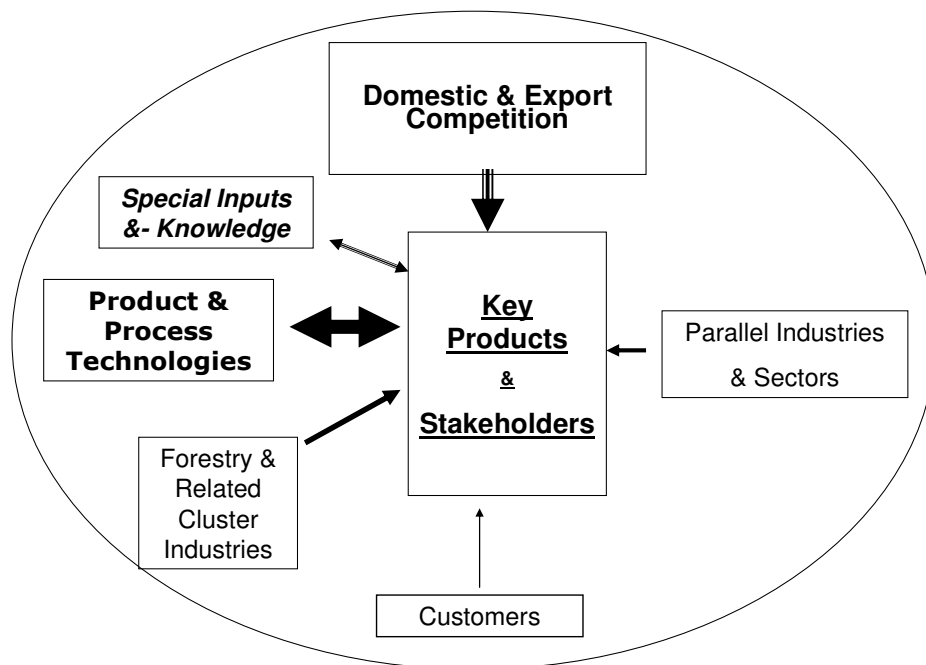 Domestic & Export
Competition
Special Inputs
&- Knowledge
Product &
Process
Technologies
Key
Products
&
Stakeholders
Parallel Industries
& Sectors
Forestry &
Related
Cluster
Industries
Customers